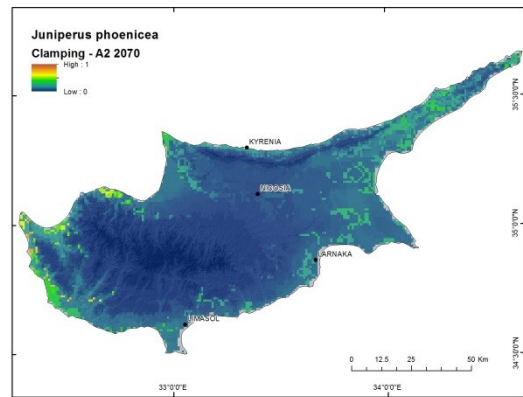 Juniperus phoenicea
Clamping - A2 2070
High : 1
Low : 0
KYRENIA
NICOSIA
LARNAKA
LIMASOL
35°30'0"N
35°0'0"N
34°30'0"N
0 12.5 25 50 Km
33°0'0"E
34°0'0"E